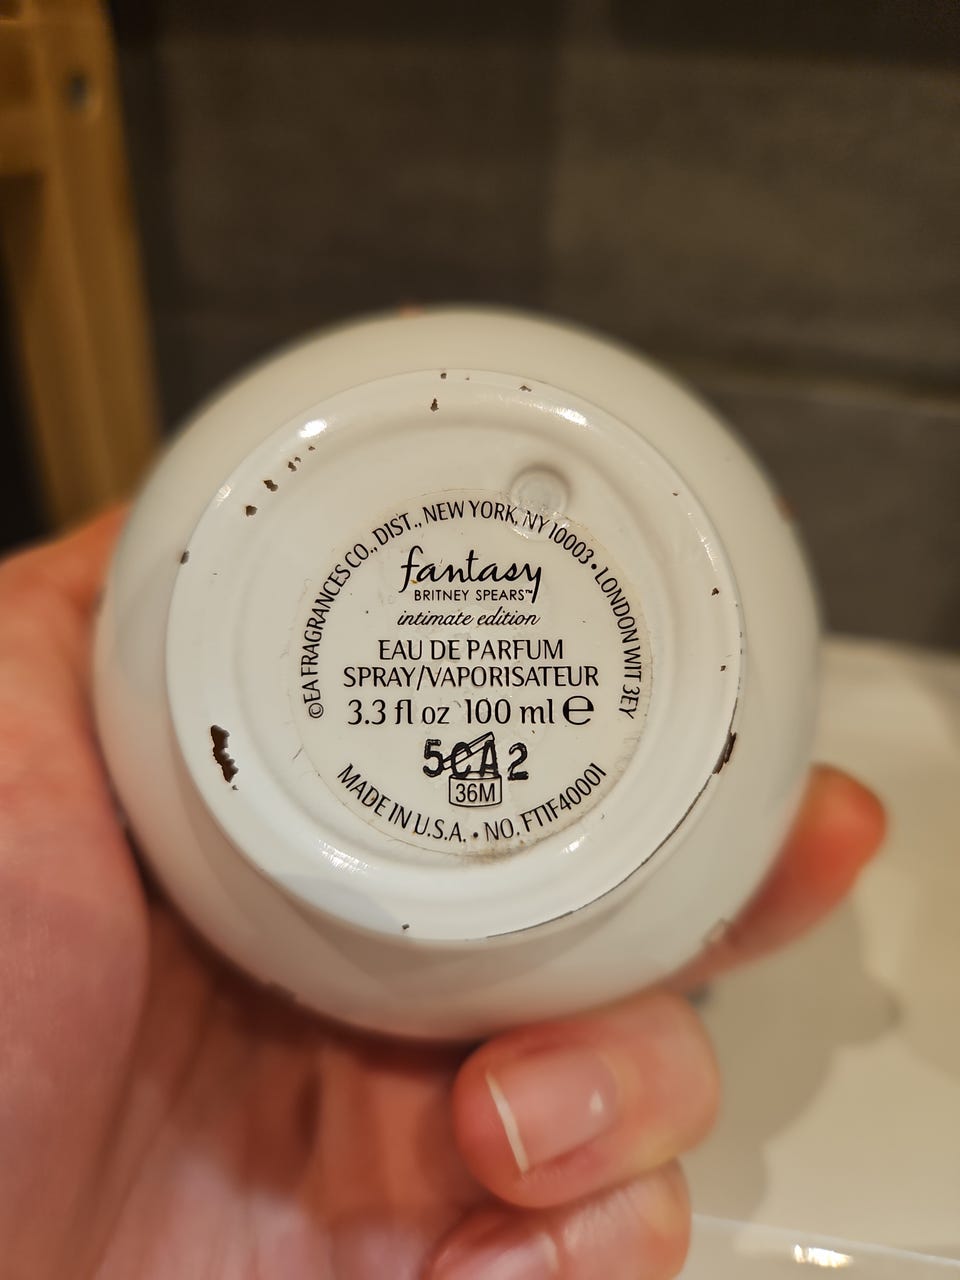 ©EA FRAGRANCES CO., DIST., NEW YORK, NY 10003 • LONDON W1T 3EY
fantasy
BRITNEY SPEARS™
intimate edition
EAU DE PARFUM
SPRAY/VAPORISATEUR
3.3 fl oz 100 ml e
5CA2
36M
MADE IN U.S.A. • NO. FTIF40001